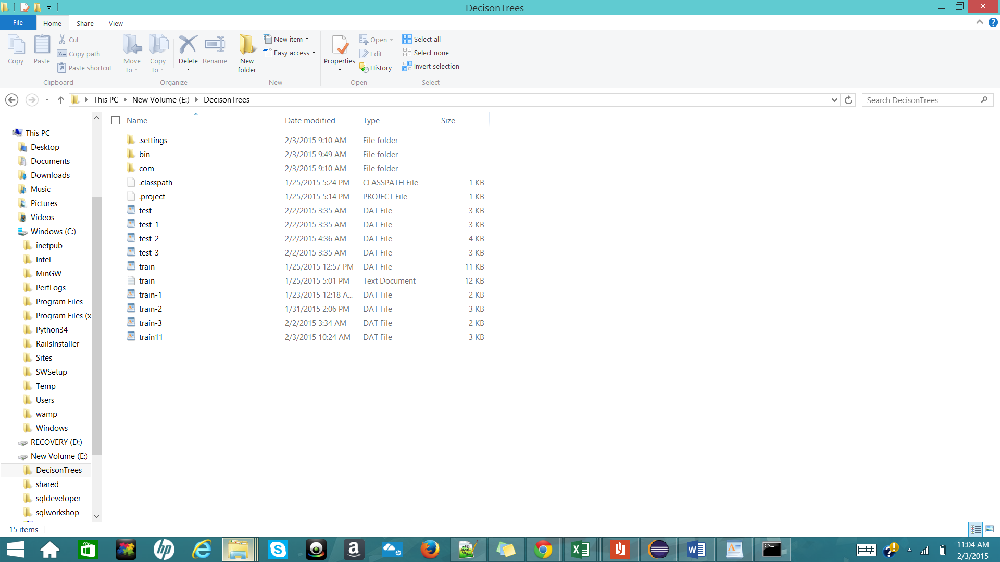 DecisonTrees
File Home Share View
Copy Paste Cut Copy path Paste shortcut
Clipboard
Move to Copy to Delete Rename
Organize
New folder New item Easy access
New
Properties Open Edit History
Open
Select all Select none Invert selection
Select
This PC New Volume (E:) DecisonTrees
Search DecisonTrees
This PC
Desktop
Documents
Downloads
Music
Pictures
Videos
Windows (C:)
inetpub
Intel
MinGW
PerfLogs
Program Files
Program Files (x
Python34
RailsInstaller
Sites
SWSetup
Temp
Users
wamp
Windows
RECOVERY (D:)
New Volume (E:)
DecisonTrees
shared
sqldeveloper
sqlworkshop
Name Date modified Type Size
.settings 2/3/2015 9:10 AM File folder
bin 2/3/2015 9:49 AM File folder
com 2/3/2015 9:10 AM File folder
.classpath 1/25/2015 5:24 PM CLASSPATH File 1 KB
.project 1/25/2015 5:14 PM PROJECT File 1 KB
test 2/2/2015 3:35 AM DAT File 3 KB
test-1 2/2/2015 3:35 AM DAT File 3 KB
test-2 2/2/2015 4:36 AM DAT File 4 KB
test-3 2/2/2015 3:35 AM DAT File 3 KB
train 1/25/2015 12:57 PM DAT File 11 KB
train 1/25/2015 5:01 PM Text Document 12 KB
train-1 1/23/2015 12:18 A... DAT File 2 KB
train-2 1/31/2015 2:06 PM DAT File 3 KB
train-3 2/2/2015 3:34 AM DAT File 2 KB
train11 2/3/2015 10:24 AM DAT File 3 KB
15 items
11:04 AM
2/3/2015